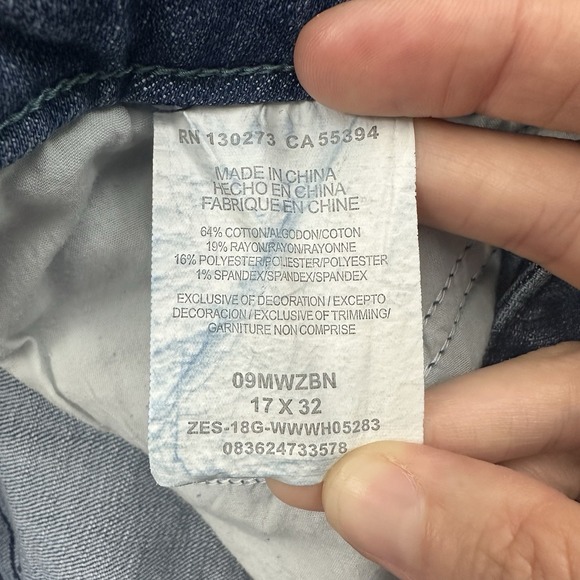 RN 130273 CA 55394
MADE IN CHINA
HECHO EN CHINA
FABRIQUE EN CHINE
64% COTTON/ALGODON/COTON
19% RAYON/RAYON/RAYONNE
16% POLYESTER/POLIESTER/POLYESTER
1% SPANDEX/SPANDEX/SPANDEX
EXCLUSIVE OF DECORATION / EXCEPTO
DECORACION / EXCLUSIVE OF TRIMMING/
GARNITURE NON COMPRISE
09MWZBN
17 X 32
ZES-18G-WWWH05283
083624733578